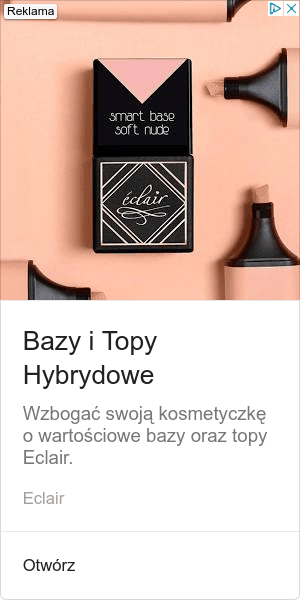 Reklama
smart base
soft nude
éclair
Bazy i Topy
Hybrydowe
Wzbogać swoją kosmetyczkę
o wartościowe bazy oraz topy
Eclair.
Eclair
Otwórz